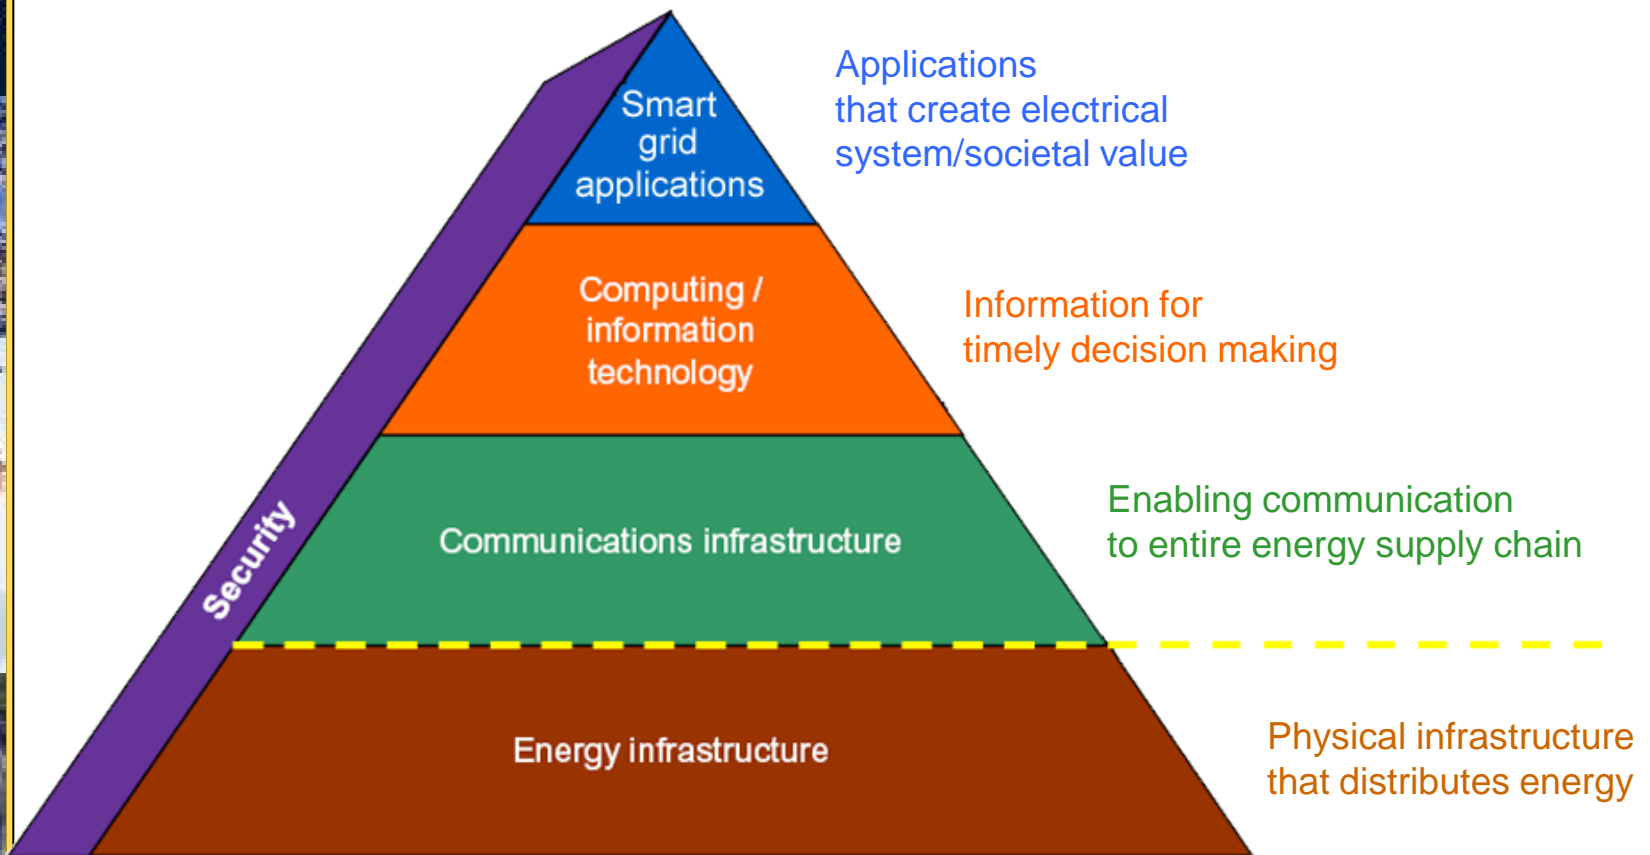 Smart
grid
applications
Applications
that create electrical
system/societal value
Computing /
information
technology
Information for
timely decision making
Communications infrastructure
Enabling communication
to entire energy supply chain
Security
Energy infrastructure
Physical infrastructure
that distributes energy